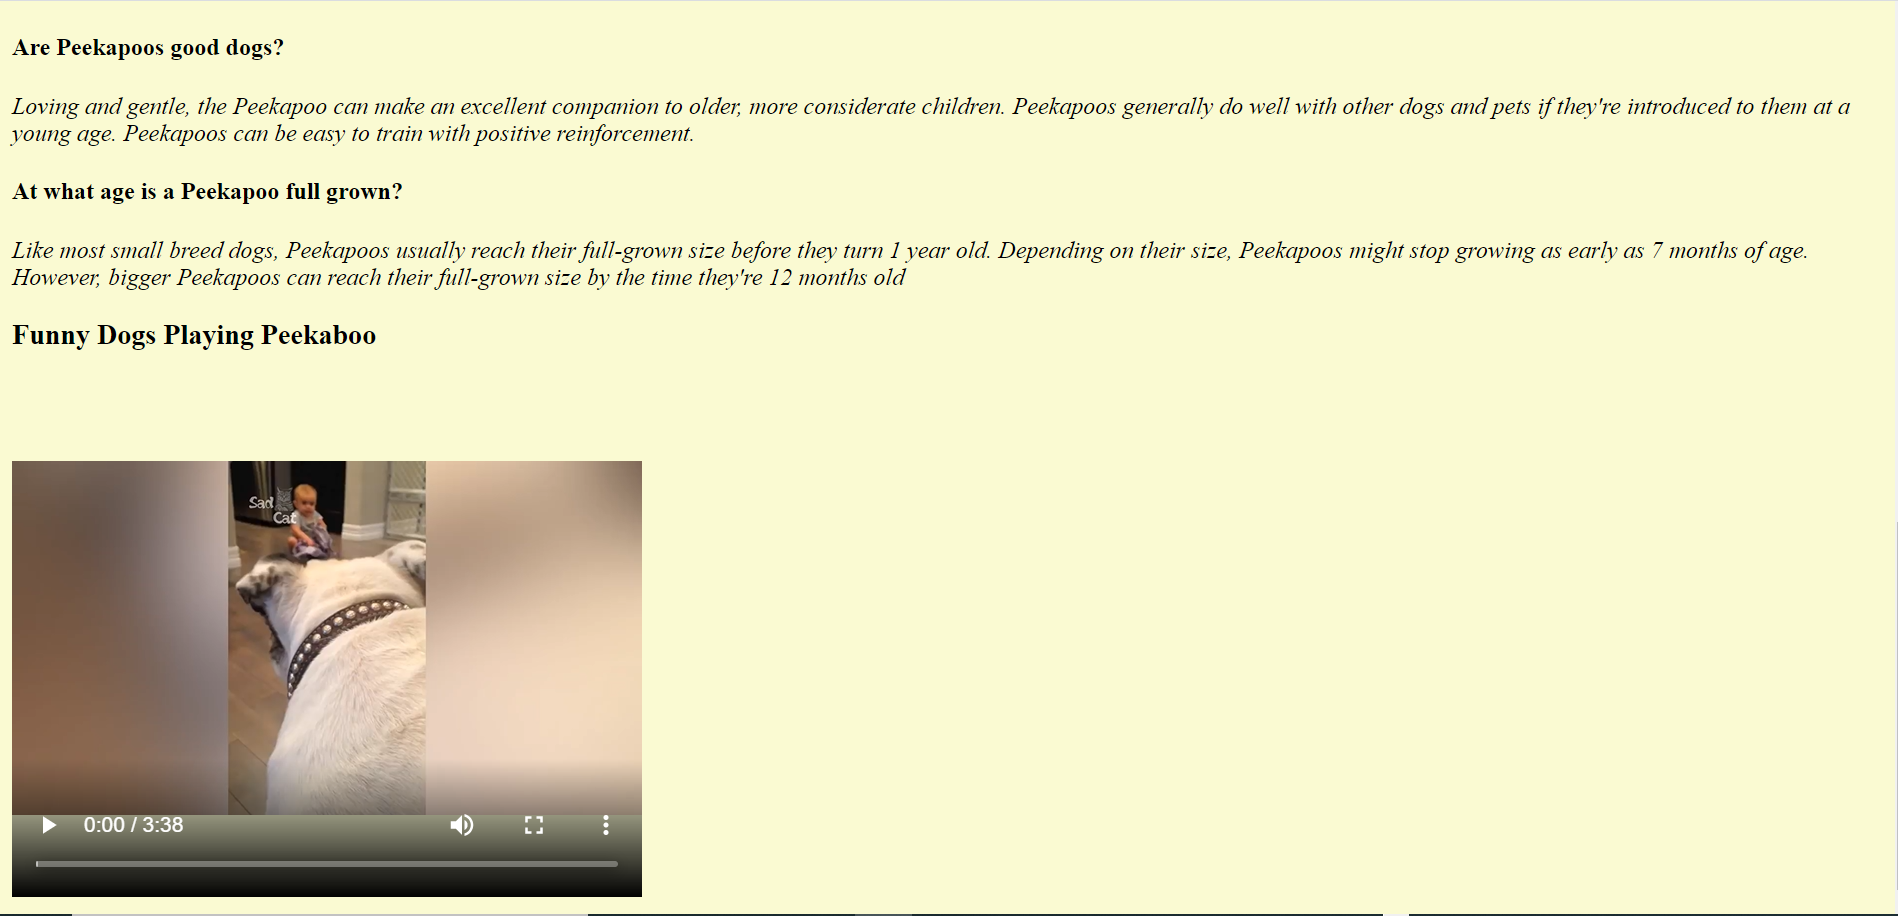 Are Peekapoos good dogs?
Loving and gentle, the Peekapoo can make an excellent companion to older, more considerate children. Peekapoos generally do well with other dogs and pets if they're introduced to them at a
young age. Peekapoos can be easy to train with positive reinforcement.
At what age is a Peekapoo full grown?
Like most small breed dogs, Peekapoos usually reach their full-grown size before they turn 1 year old. Depending on their size, Peekapoos might stop growing as early as 7 months of age.
However, bigger Peekapoos can reach their full-grown size by the time they're 12 months old
Funny Dogs Playing Peekaboo
Sad
Cat
0:00 / 3:38